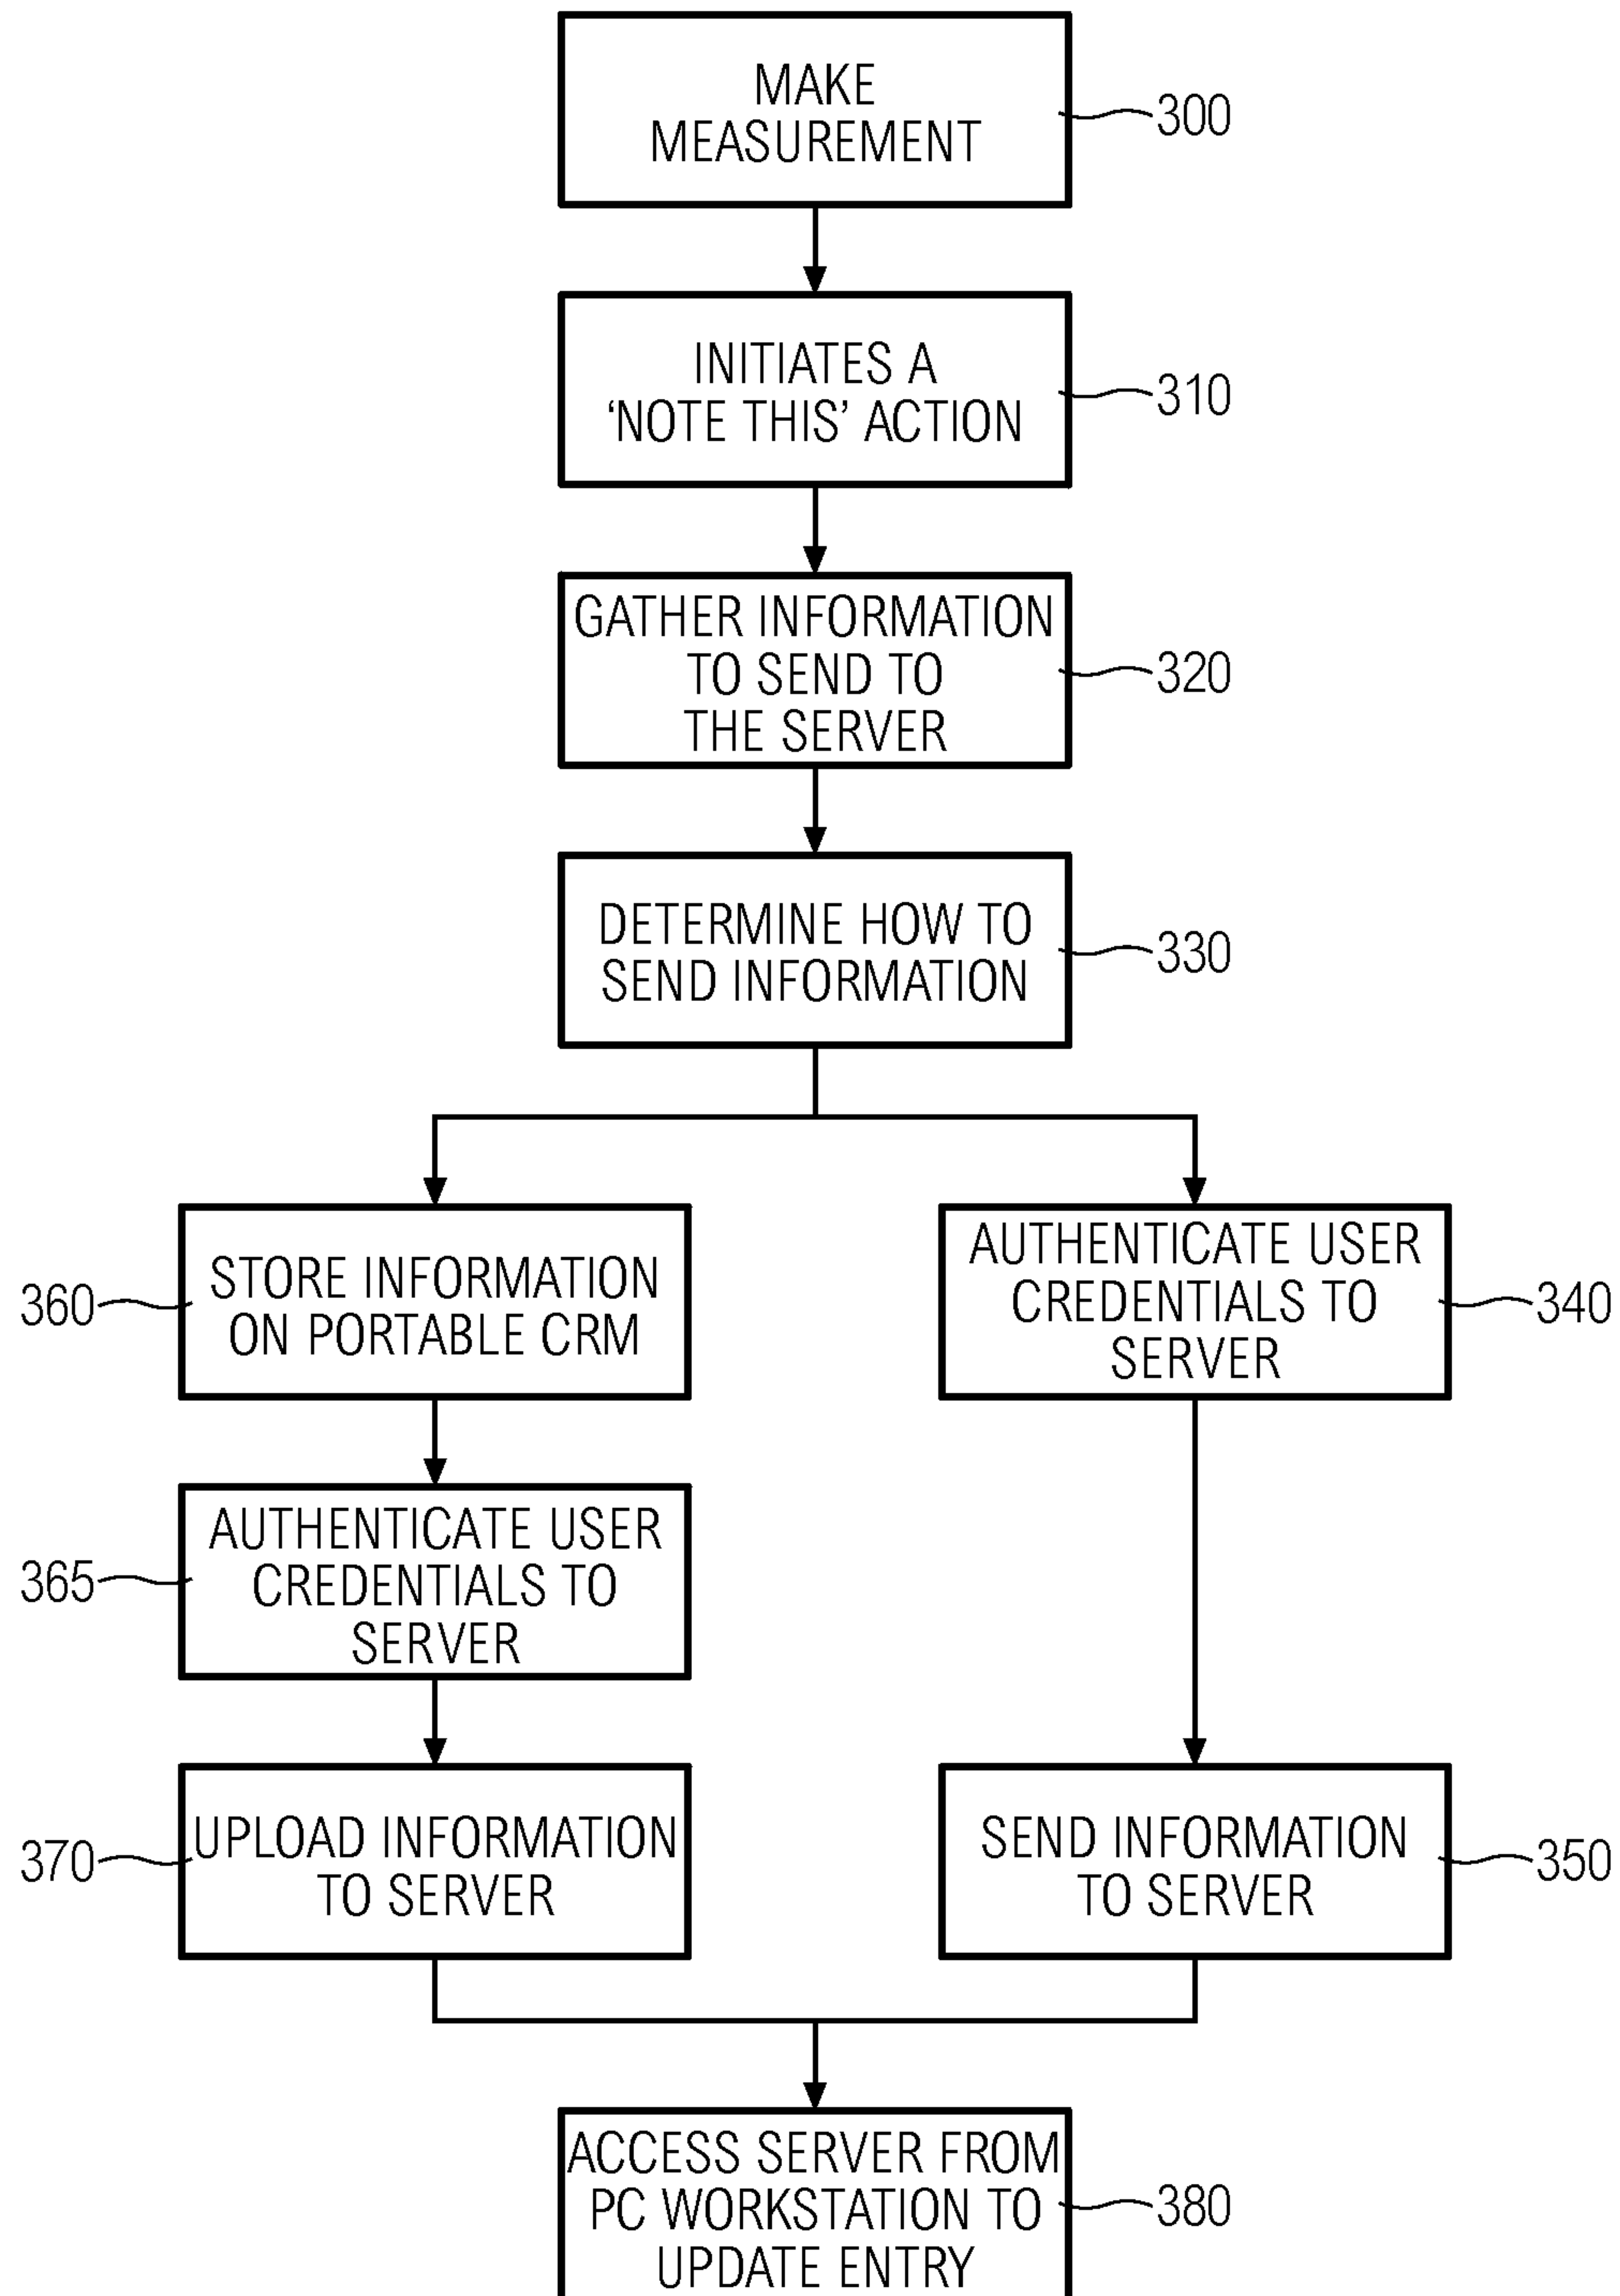 MAKE
MEASUREMENT
300
INITIATES A
‘NOTE THIS’ ACTION
310
GATHER INFORMATION
TO SEND TO
THE SERVER
320
DETERMINE HOW TO
SEND INFORMATION
330
360
STORE INFORMATION
ON PORTABLE CRM
AUTHENTICATE USER
CREDENTIALS TO
SERVER
340
365
AUTHENTICATE USER
CREDENTIALS TO
SERVER
370
UPLOAD INFORMATION
TO SERVER
SEND INFORMATION
TO SERVER
350
ACCESS SERVER FROM
PC WORKSTATION TO
UPDATE ENTRY
380